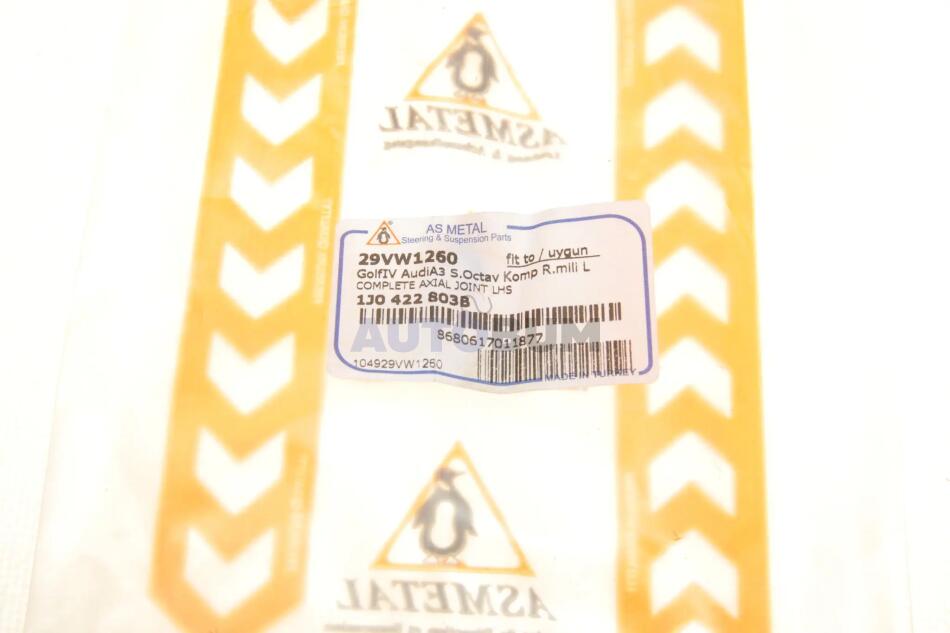 ASMETAL
AS METAL
Steering & Suspension Parts
29VW1260 fit to / uygun
GolfIV AudiA3 S.Octav Komp R.mili L
COMPLETE AXIAL JOINT LHS
1J0 422 803B
8680617011877
104929VW1260
MADE IN TURKEY
ASMETAL